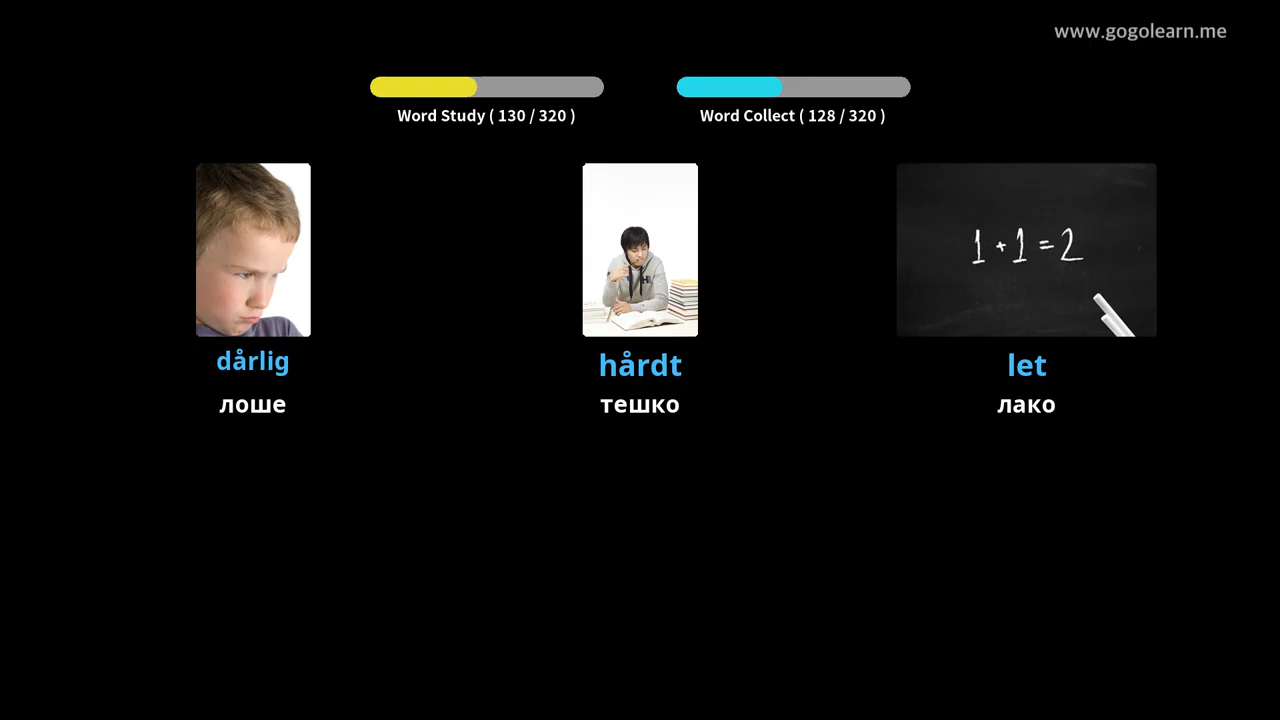 www.gogolearn.me
Word Study ( 130 / 320 )
Word Collect ( 128 / 320 )
1 + 1 = 2
dårlig
hårdt
let
лоше
тешко
лако